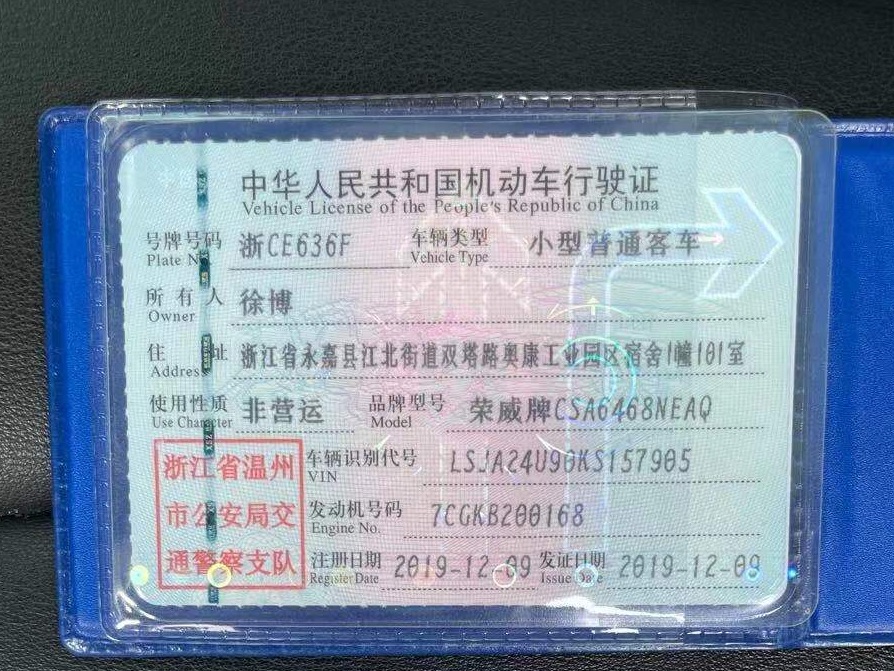 中华人民共和国机动车行驶证
Vehicle License of the People's Republic of China
号牌号码 浙CE636F 车辆类型 小型普通客车
Plate No. Vehicle Type
所有人 徐博
Owner
住址 浙江省永嘉县江北街道双塔路奥康工业园区宿舍1幢101室
Address
使用性质 非营运 品牌型号 荣威牌CSA6468NEAQ
Use Character Model
浙江省温州 车辆识别代号 LSJA24U90KS157905
VIN
市公安局交 发动机号码 7CGKB200168
Engine No.
通警察支队 注册日期 2019-12-09 发证日期 2019-12-09
Register Date Issue Date